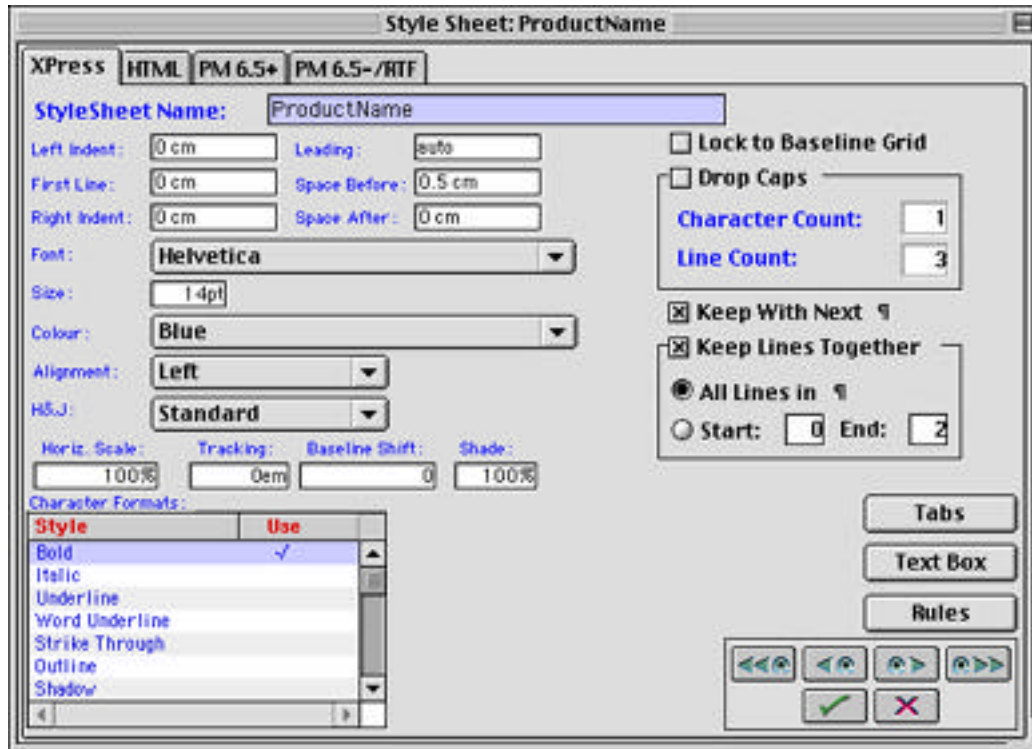 Style Sheet: ProductName
XPress HTML PM 6.5+ PM 6.5-/RTF
StyleSheet Name: ProductName
Left Indent: 0 cm Leading: auto
First Line: 0 cm Space Before: 0.5 cm
Right Indent: 0 cm Space After: 0 cm
Font: Helvetica
Size: 14pt
Colour: Blue
Alignment: Left
H&J: Standard
Horiz. Scale: Tracking: Baseline Shift: Shade:
100% 0em 0 100%
Character Formats:
Style Use
Bold √
Italic
Underline
Word Underline
Strike Through
Outline
Shadow
Lock to Baseline Grid
Drop Caps
Character Count: 1
Line Count: 3
Keep With Next ¶
Keep Lines Together
All Lines in ¶
Start: 0 End: 2
Tabs
Text Box
Rules